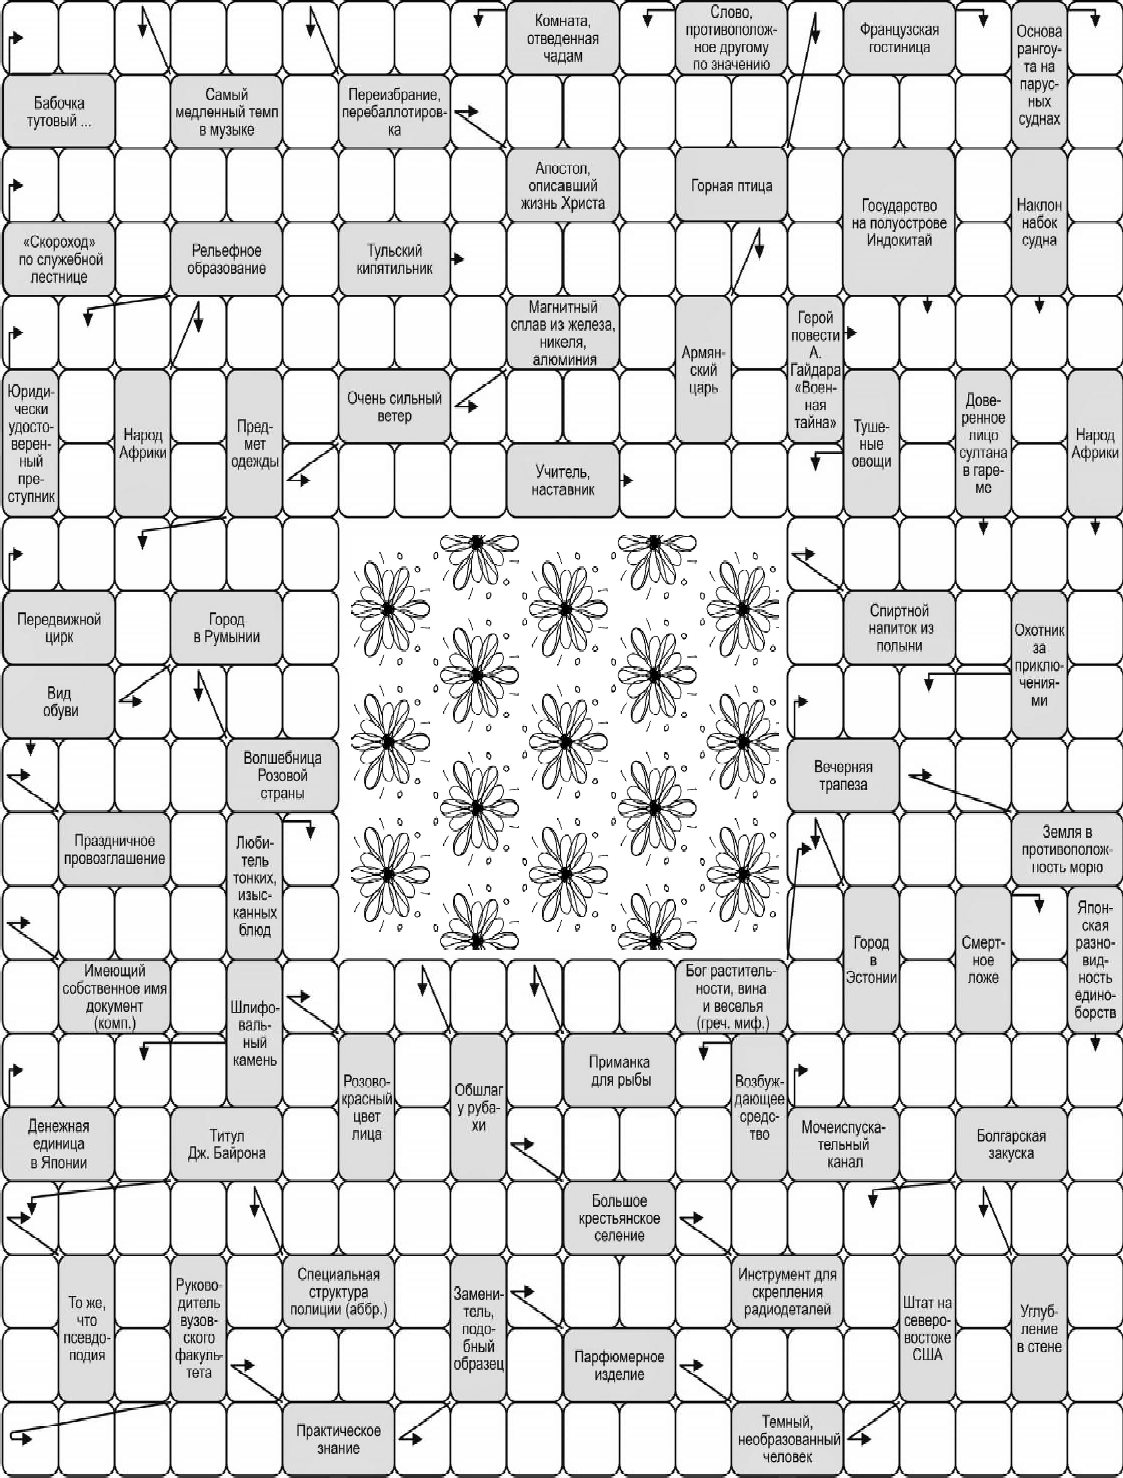 Комната,
отведенная
чадам
Слово,
противополож-
ное другому
по значению
Французская
гостиница
Основа
рангоу-
та на
парус-
ных
суднах
Бабочка
тутовый ...
Самый
медленный темп
в музыке
Переизбрание,
перебаллотиров-
ка
Апостол,
описавший
жизнь Христа
Горная птица
Государство
на полуострове
Индокитай
Наклон
набок
судна
«Скороход»
по служебной
лестнице
Рельефное
образование
Тульский
кипятильник
Магнитный
сплав из железа,
никеля,
алюминия
Армян-
ский
царь
Герой
повести
А.
Гайдара
«Воен-
ная
тайна»
Юриди-
чески
удосто-
верен-
ный
пре-
ступник
Народ
Африки
Пред-
мет
одежды
Очень сильный
ветер
Туше-
ные
овощи
Дове-
ренное
лицо
султана
в гаре-
ме
Народ
Африки
Учитель,
наставник
Передвижной
цирк
Город
в Румынии
Спиртной
напиток из
полыни
Охотник
за
приклю-
чения-
ми
Вид
обуви
Волшебница
Розовой
страны
Вечерняя
трапеза
Праздничное
провозглашение
Люби-
тель
тонких,
изыс-
канных
блюд
Земля в
противополож-
ность морю
Город
в
Эстонии
Смерт-
ное
ложе
Япон-
ская
разно-
вид-
ность
едино-
борств
Имеющий
собственное имя
документ
(комп.)
Шлифо-
валь-
ный
камень
Бог раститель-
ности, вина
и веселья
(греч. миф.)
Розово-
красный
цвет
лица
Обшлаг
у руба-
хи
Приманка
для рыбы
Возбуж-
дающее
средс-
тво
Денежная
единица
в Японии
Титул
Дж. Байрона
Мочеиспуска-
тельный
канал
Болгарская
закуска
Большое
крестьянское
селение
То же,
что
псевдо-
подия
Руково-
дитель
вузов-
ского
факуль-
тета
Специальная
структура
полиции (аббр.)
Замени-
тель,
подо-
бный
образец
Инструмент для
скрепления
радиодеталей
Штат на
северо-
востоке
США
Углуб-
ление
в стене
Парфюмерное
изделие
Практическое
знание
Темный,
необразованный
человек